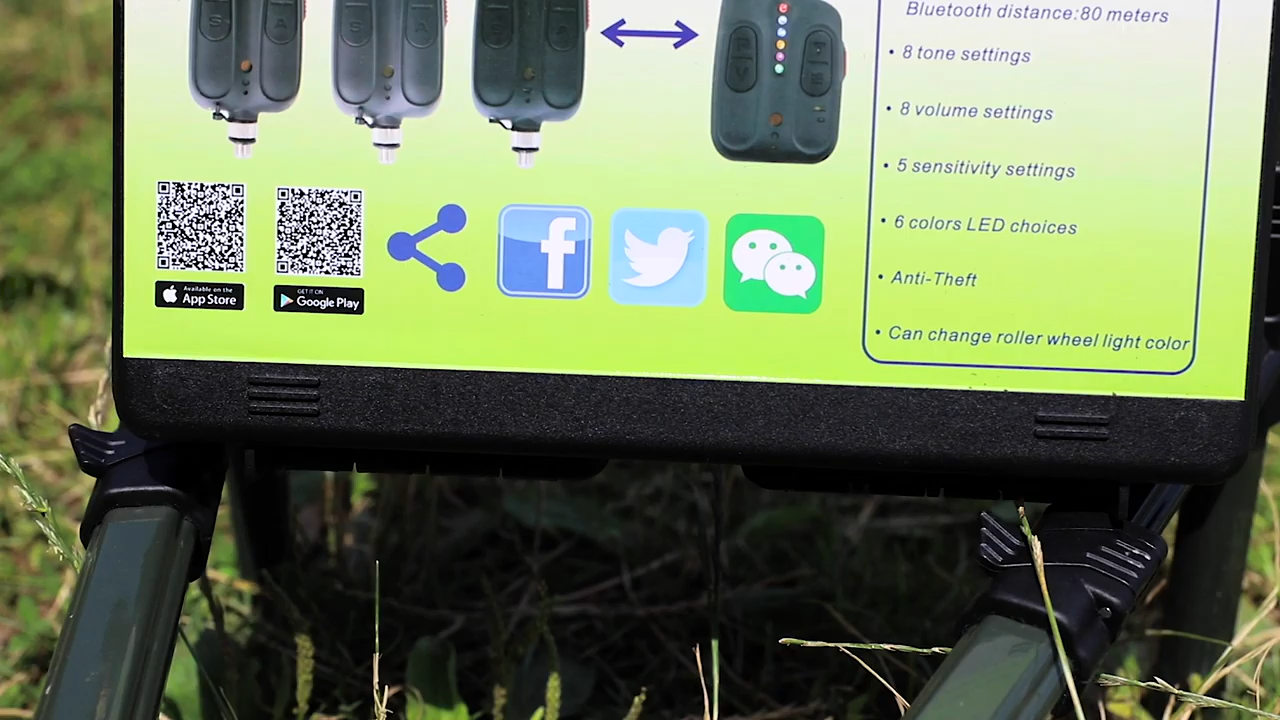 S A
S A
S
Bluetooth distance:80 meters
• 8 tone settings
• 8 volume settings
• 5 sensitivity settings
• 6 colors LED choices
• Anti-Theft
• Can change roller wheel light color
Available on the
App Store
GET IT ON
Google Play
f